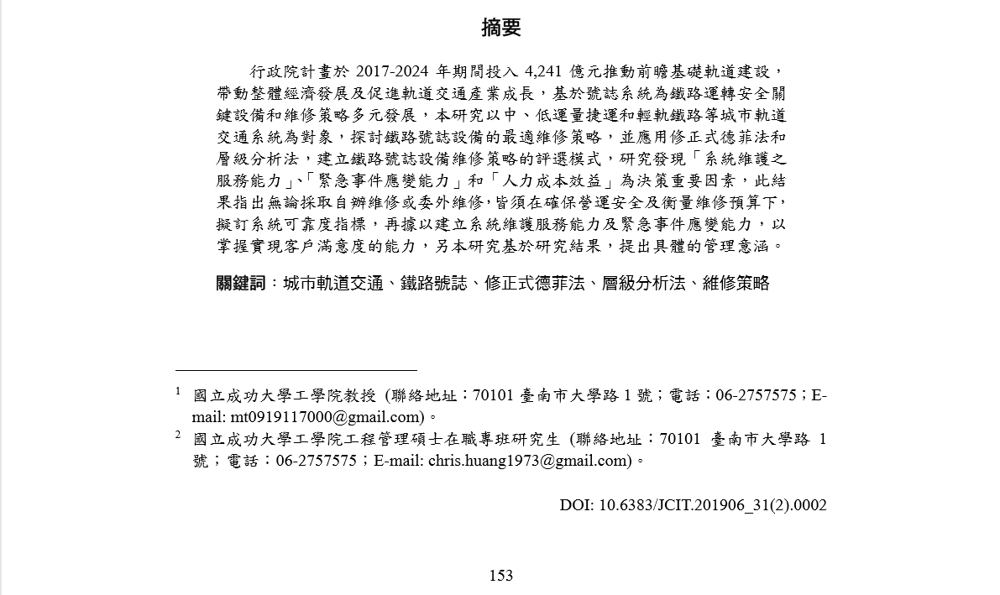 摘要
行政院計畫於 2017-2024 年期間投入 4,241 億元推動前瞻基礎軌道建設，
帶動整體經濟發展及促進軌道交通產業成長，基於號誌系統為鐵路運轉安全關
鍵設備和維修策略多元發展，本研究以中、低運量捷運和輕軌鐵路等城市軌道
交通系統為對象，探討鐵路號誌設備的最適維修策略，並應用修正式德菲法和
層級分析法，建立鐵路號誌設備維修策略的評選模式，研究發現「系統維護之
服務能力」、「緊急事件應變能力」和「人力成本效益」為決策重要因素，此結
果指出無論採取自辦維修或委外維修，皆須在確保營運安全及衡量維修預算下，
擬訂系統可靠度指標，再據以建立系統維護服務能力及緊急事件應變能力，以
掌握實現客戶滿意度的能力，另本研究基於研究結果，提出具體的管理意涵。
關鍵詞：城市軌道交通、鐵路號誌、修正式德菲法、層級分析法、維修策略
1 國立成功大學工學院教授 (聯絡地址：70101 臺南市大學路 1 號；電話：06-2757575；E-
mail: mt0919117000@gmail.com)。
2 國立成功大學工學院工程管理碩士在職專班研究生 (聯絡地址：70101 臺南市大學路 1
號；電話：06-2757575；E-mail: chris.huang1973@gmail.com)。
DOI: 10.6383/JCIT.201906_31(2).0002
153